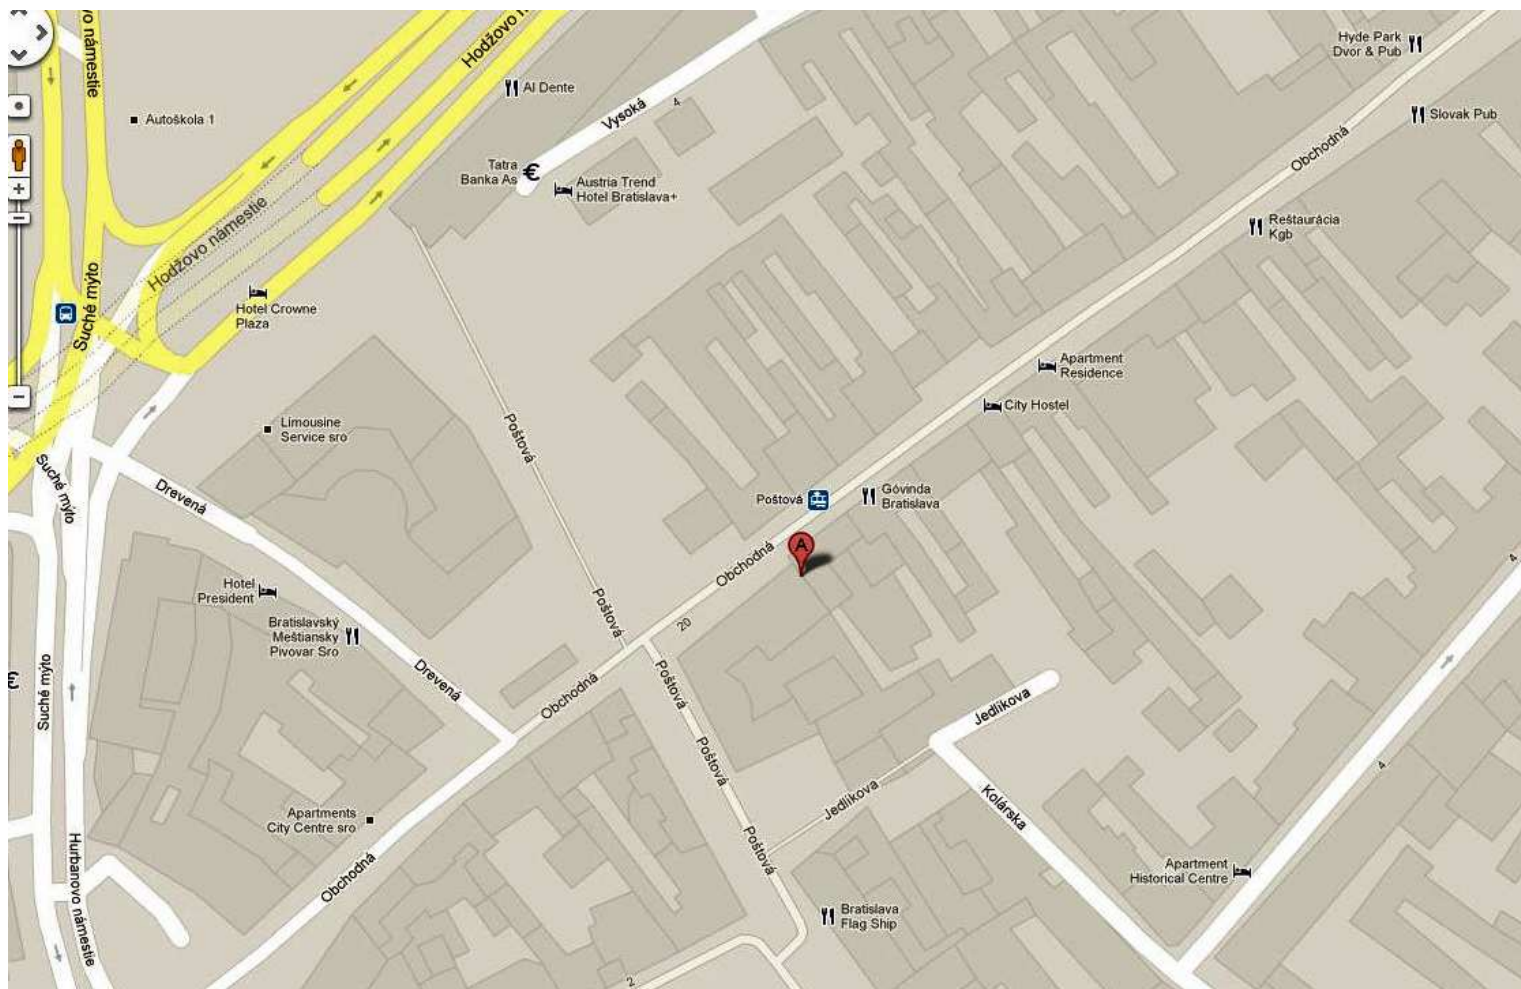 Hodžovo n
vo námestie
Hyde Park
Dvor & Pub
Al Dente
Vysoká
4
Autoškola 1
Slovak Pub
Obchodná
Tatra
Banka As
€
Austria Trend
Hotel Bratislava+
Hodžovo námestie
Reštaurácia
Kgb
Suché mýto
Hotel Crowne
Plaza
Apartment
Residence
City Hostel
Limousine
Service sro
Poštová
Suché mýto
Drevená
Poštová
Góvinda
Bratislava
A
Obchodná
4
Hotel
President
Poštová
Bratislavský
Meštiansky
Pivovar Sro
20
Suché mýto
Drevená
Obchodná
Poštová
Jedlíkova
Poštová
4
Jedlíkova
Kolárska
Apartments
City Centre sro
Poštová
Obchodná
Hurbanovo námestie
Apartment
Historical Centre
Bratislava
Flag Ship
2